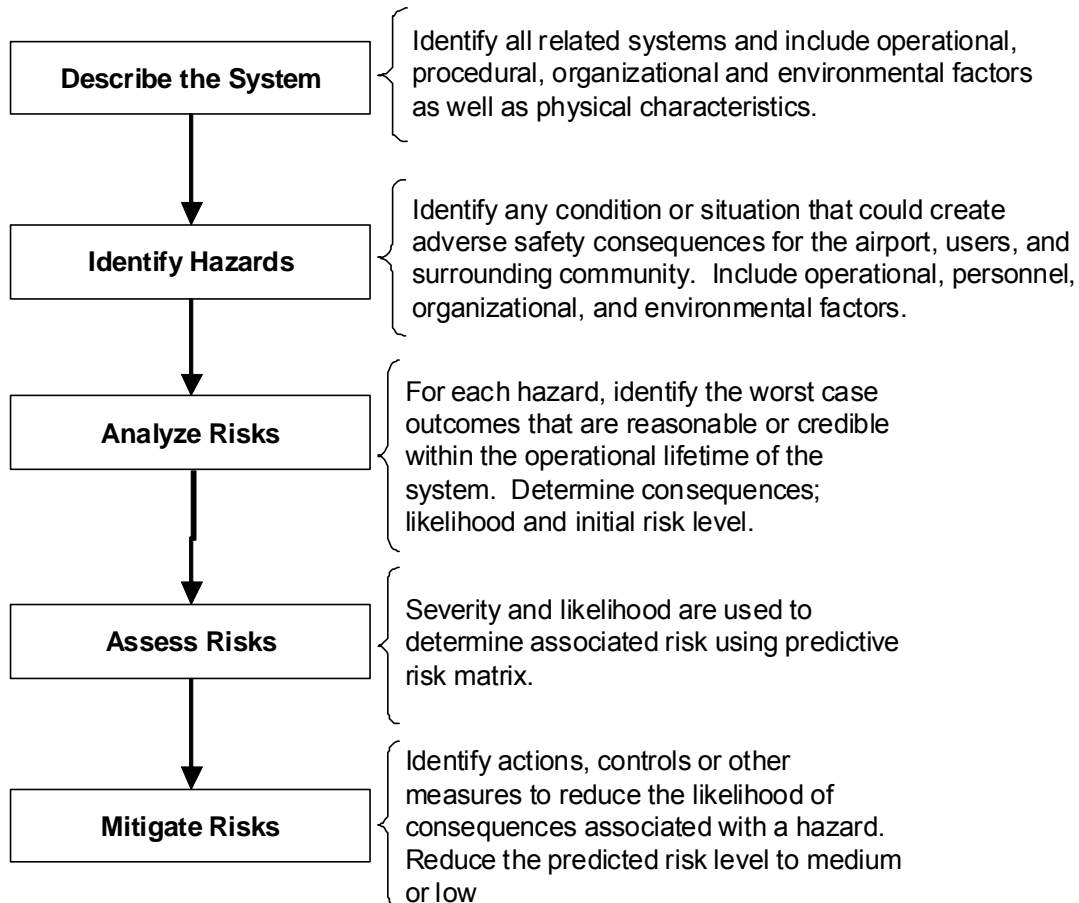 Describe the System
Identify all related systems and include operational,
procedural, organizational and environmental factors
as well as physical characteristics.
Identify Hazards
Identify any condition or situation that could create
adverse safety consequences for the airport, users, and
surrounding community.  Include operational, personnel,
organizational, and environmental factors.
Analyze Risks
For each hazard, identify the worst case
outcomes that are reasonable or credible
within the operational lifetime of the
system.  Determine consequences;
likelihood and initial risk level.
Assess Risks
Severity and likelihood are used to
determine associated risk using predictive
risk matrix.
Mitigate Risks
Identify actions, controls or other
measures to reduce the likelihood of
consequences associated with a hazard.
Reduce the predicted risk level to medium
or low